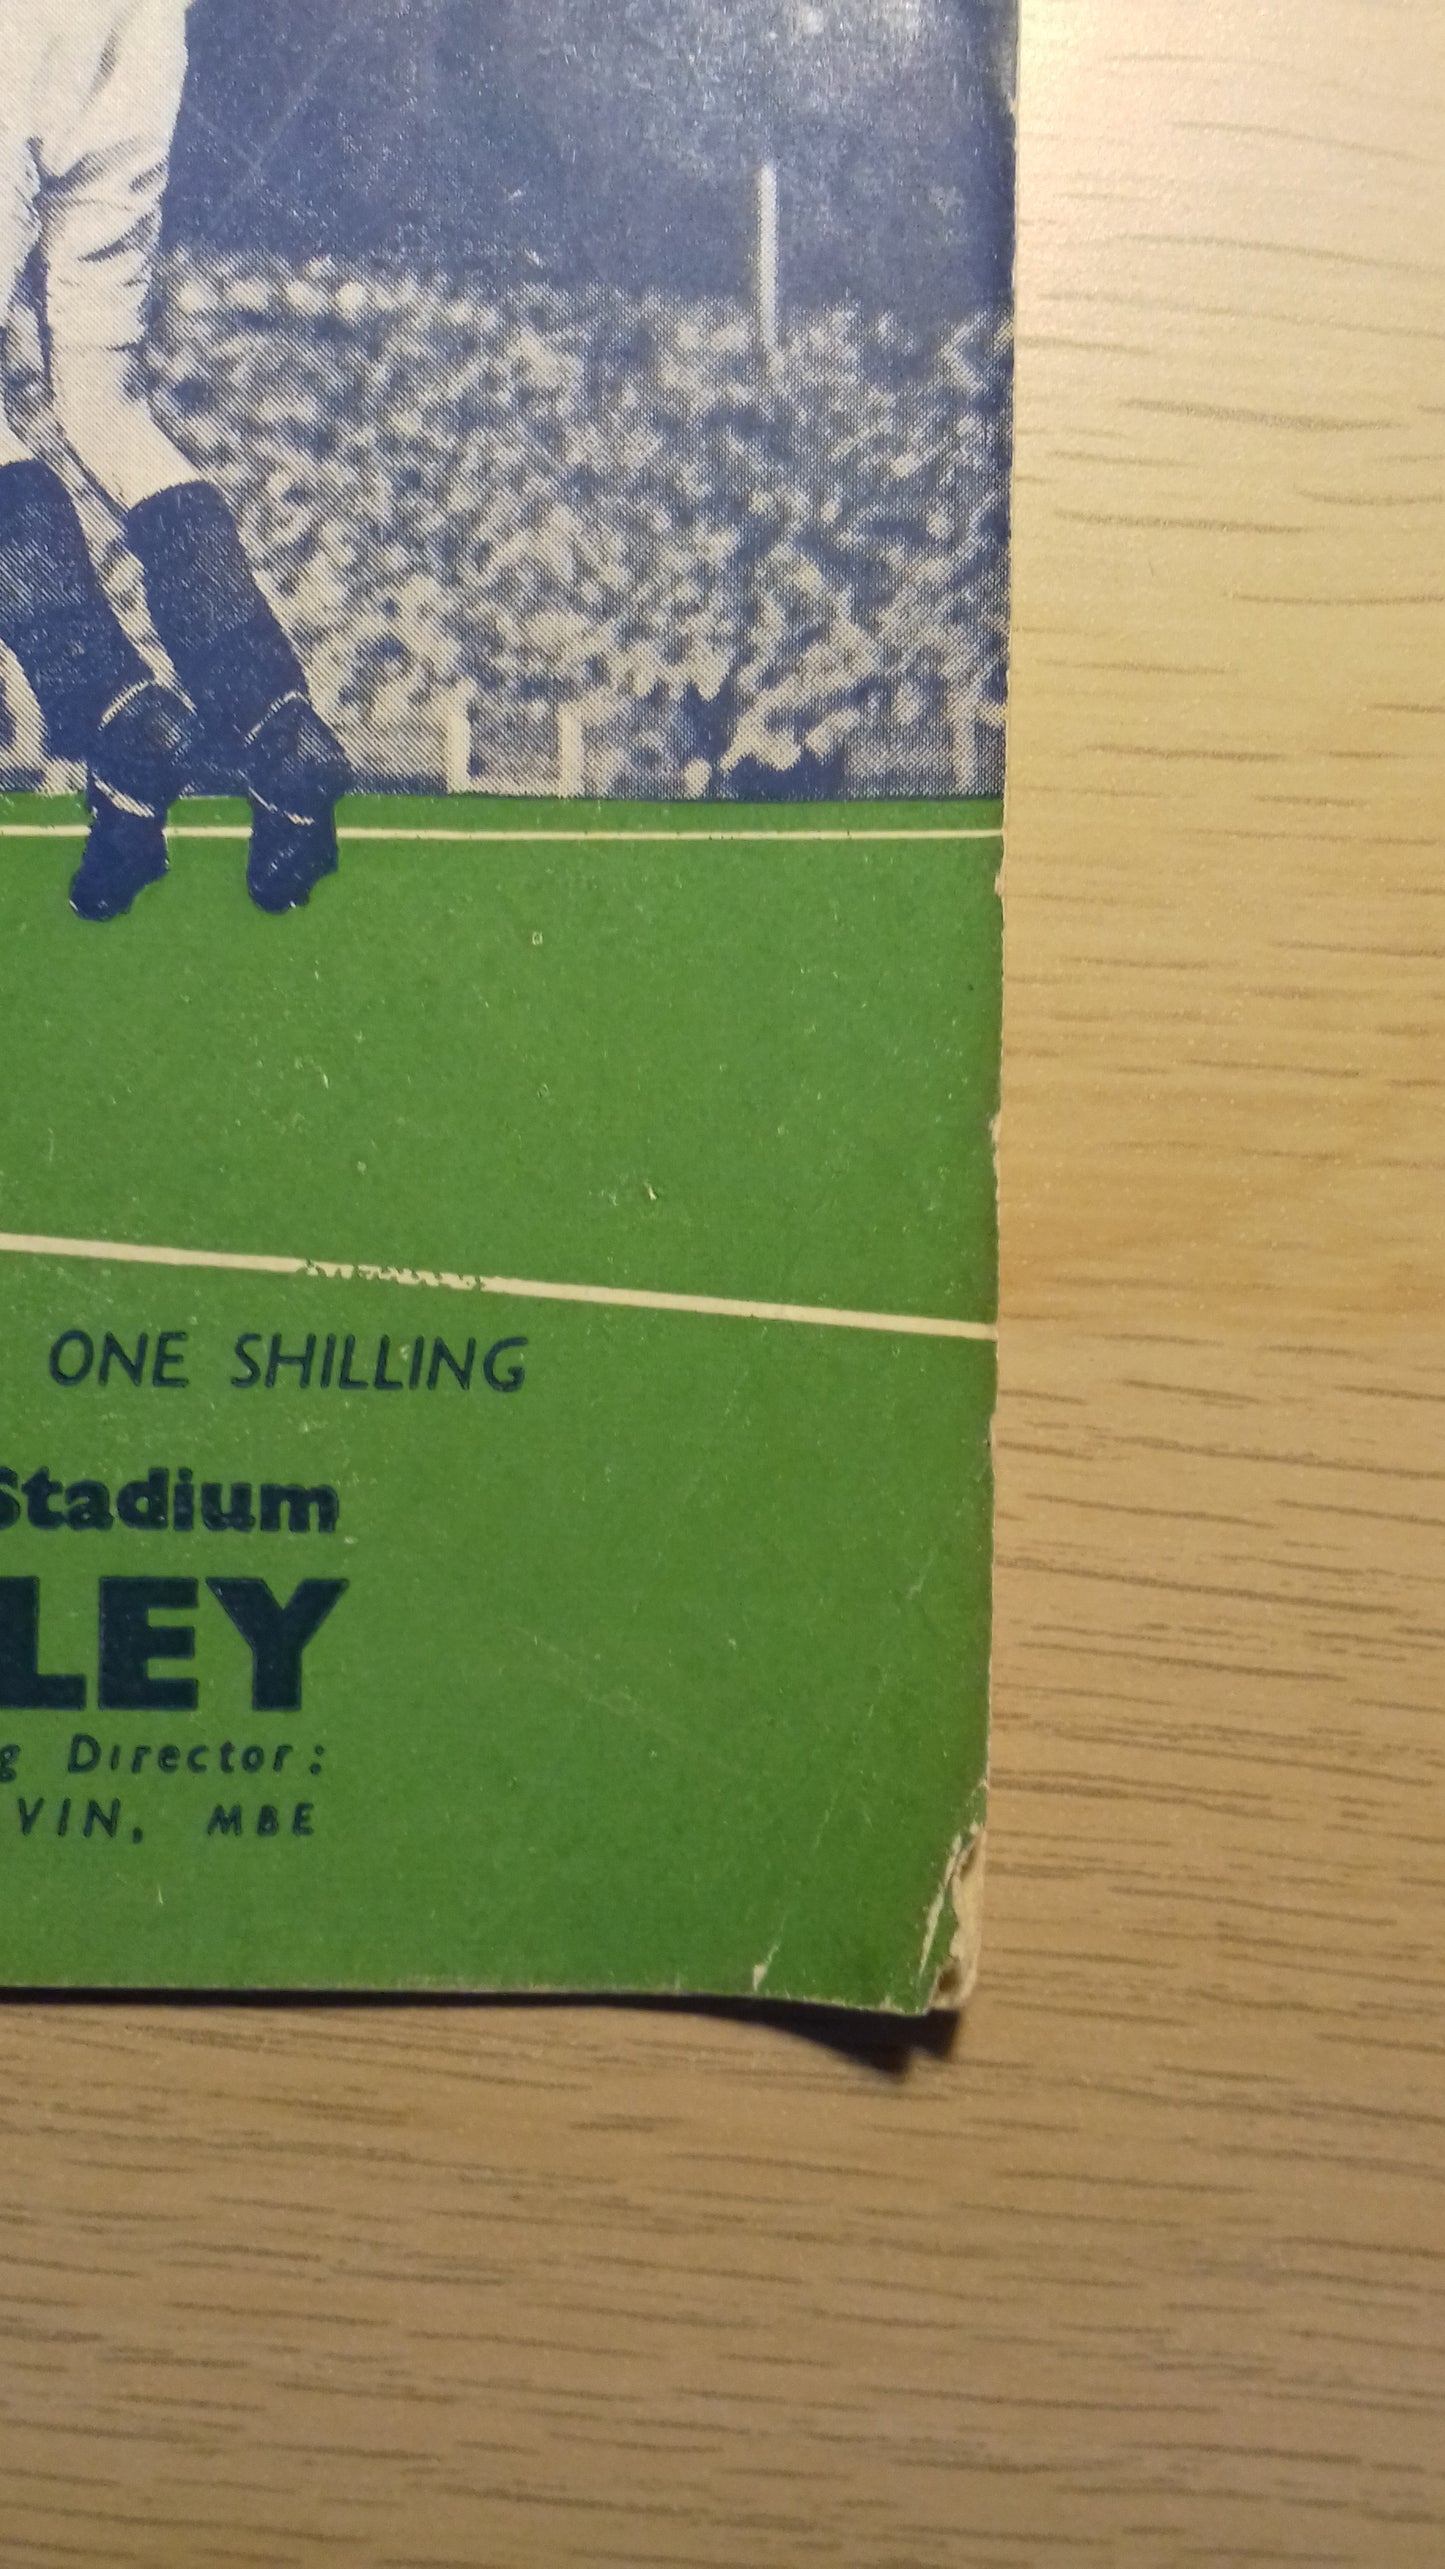 ONE SHILLING
Stadium
LEY
g Director:
VIN, MBE